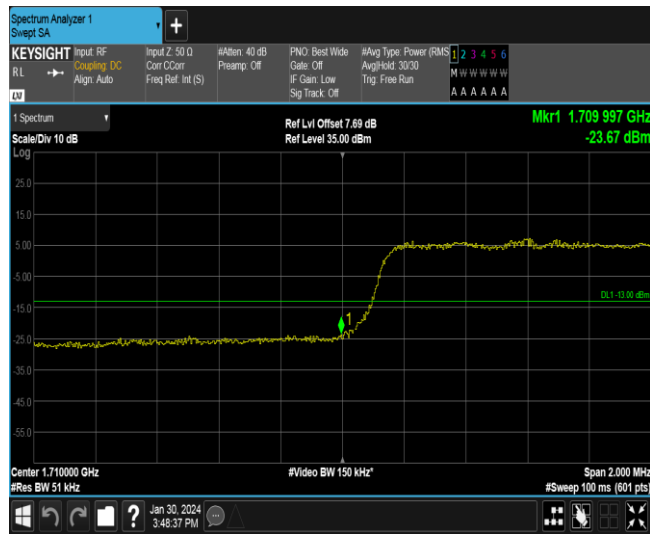 Spectrum Analyzer 1
Swept SA
+
KEYSIGHT
RL
LXI
Input: RF
Coupling: DC
Align: Auto
Input Z: 50 Ω
Corr CCorr
Freq Ref: Int (S)
#Atten: 40 dB
Preamp: Off
PNO: Best Wide
Gate: Off
IF Gain: Low
Sig Track: Off
#Avg Type: Power (RMS
Avg|Hold: 30/30
Trig: Free Run
1 2 3 4 5 6
M W W W W W
A A A A A A
1 Spectrum
Scale/Div 10 dB
Log
Ref Lvl Offset 7.69 dB
Ref Level 35.00 dBm
Mkr1 1.709 997 GHz
-23.67 dBm
25.0
15.0
5.00
-5.00
DL1 -13.00 dBm
-15.0
1
-25.0
-35.0
-45.0
-55.0
Center 1.710000 GHz
#Res BW 51 kHz
#Video BW 150 kHz*
Span 2.000 MHz
#Sweep 100 ms (601 pts)
?
Jan 30, 2024
3:48:37 PM